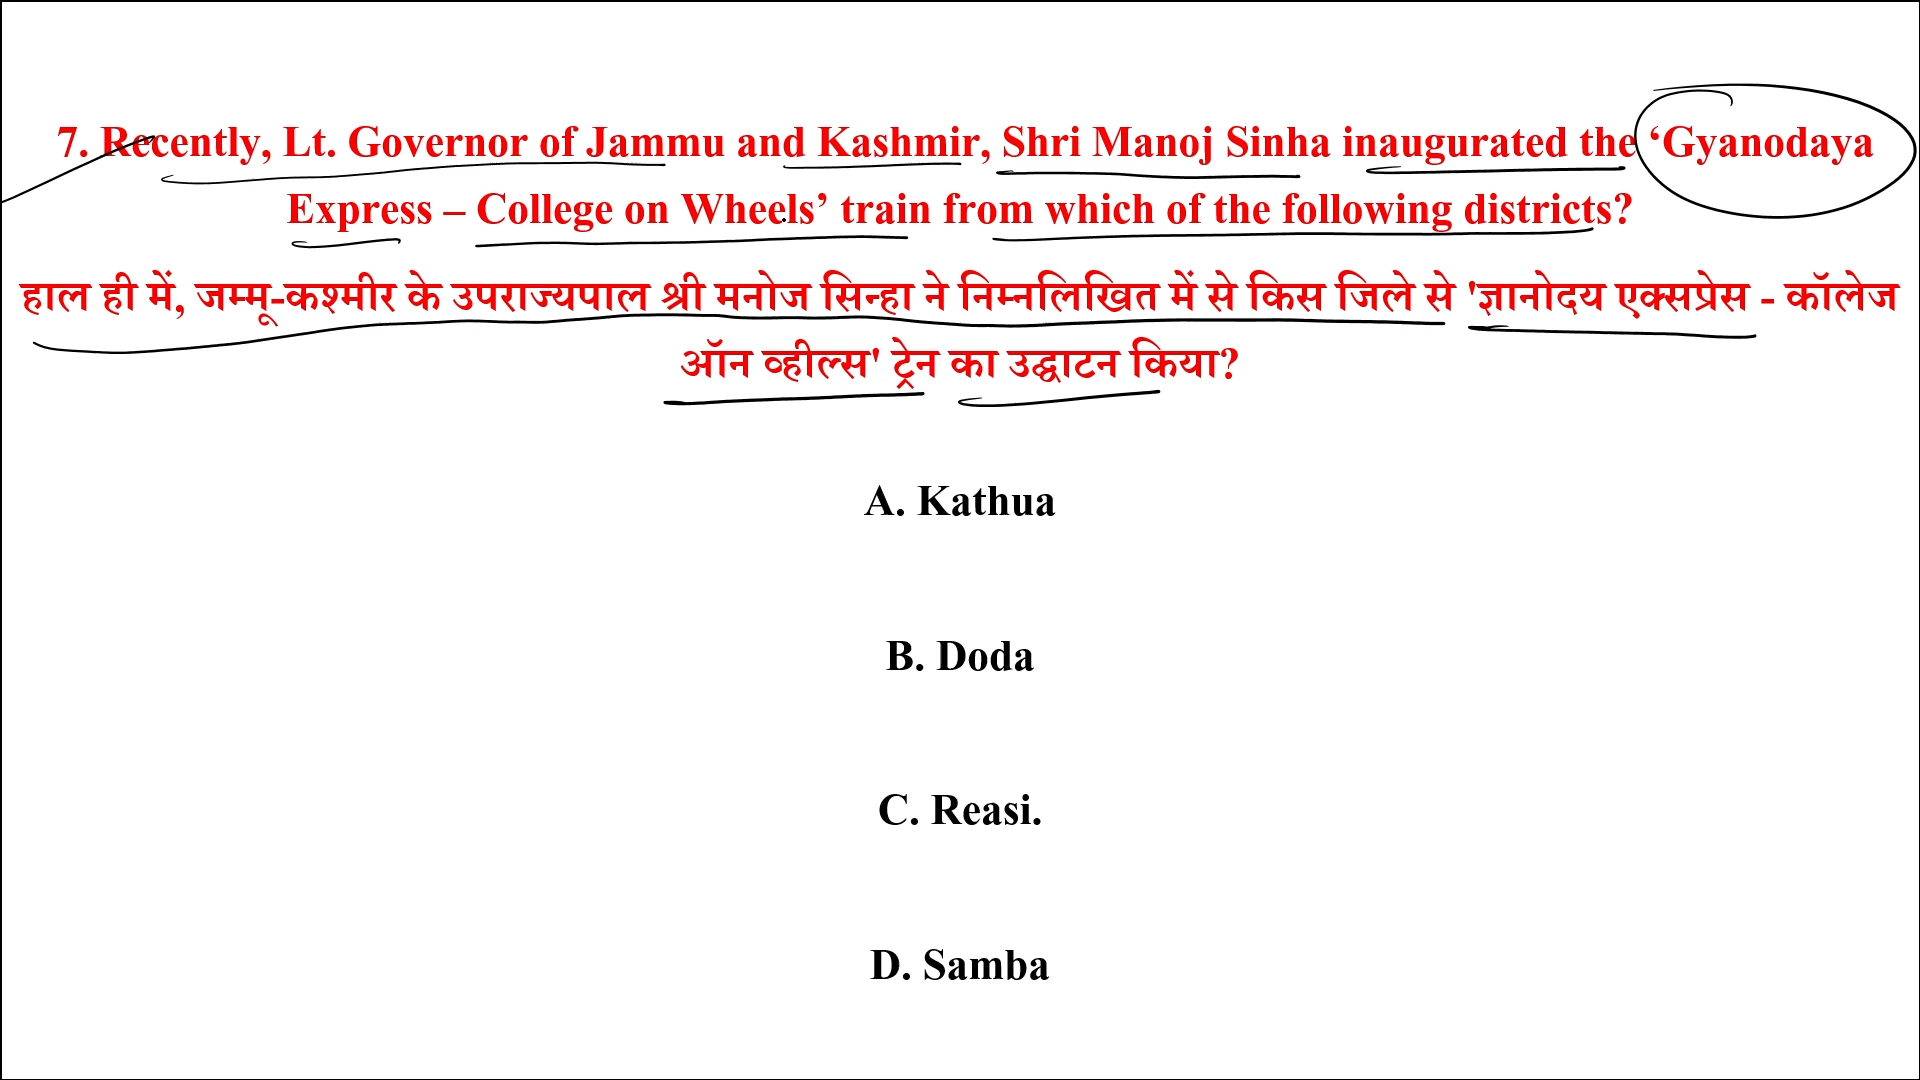 7. Recently, Lt. Governor of Jammu and Kashmir, Shri Manoj Sinha inaugurated the ‘Gyanodaya
Express – College on Wheels’ train from which of the following districts?
हाल ही में, जम्मू-कश्मीर के उपराज्यपाल श्री मनोज सिन्हा ने निम्नलिखित में से किस जिले से 'ज्ञानोदय एक्सप्रेस - कॉलेज
ऑन व्हील्स' ट्रेन का उद्घाटन किया?
A. Kathua
B. Doda
C. Reasi.
D. Samba